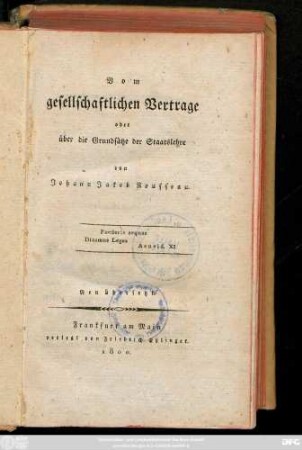 Vom
gesellschaftlichen Vertrage
oder
über die Grundsätze der Staatslehre
von
Johann Jakob Rousseau.
Foederis aequas
Dicamus Leges
Aeneid. XI
Neu übersetzt.
Frankfurt am Main
verlegt von Friedrich Eßlinger.
1800.